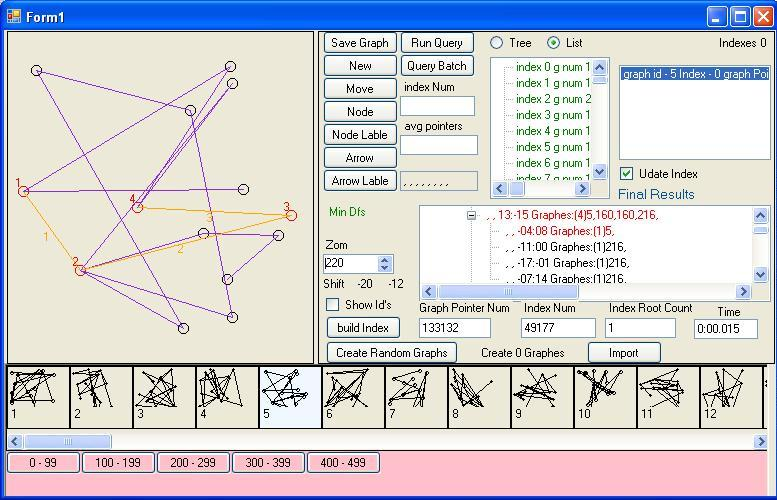 Form1
Save Graph
Run Query
Tree
List
Indexes 0
New
Query Batch
Move
index Num
Node
avg pointers
Node Lable
Arrow
Arrow Lable
, , , , , , , ,
index 0 g num 1
index 1 g num 1
index 2 g num 2
index 3 g num 1
index 4 g num 1
index 5 g num 1
index 6 g num 1
index 7 g num 1
graph id - 5 Index - 0 graph Poi
Udate Index
Final Results
Min Dfs
, , 13:-15 Graphes:(4)5,160,160,216,
, , -04:08 Graphes:(1)5,
, , -11:00 Graphes:(1)216,
, , -17:-01 Graphes:(1)216,
, , -07:14 Graphes:(1)216,
Zom
220
Shift -20 -12
Show Id's
Graph Pointer Num
Index Num
Index Root Count
Time
build Index
133132
49177
1
0:00.015
Create Random Graphs
Create 0 Graphes
Import
1
4
3
3
1
2
2
1
2
3
4
5
6
7
8
9
10
11
12
0 - 99
100 - 199
200 - 299
300 - 399
400 - 499